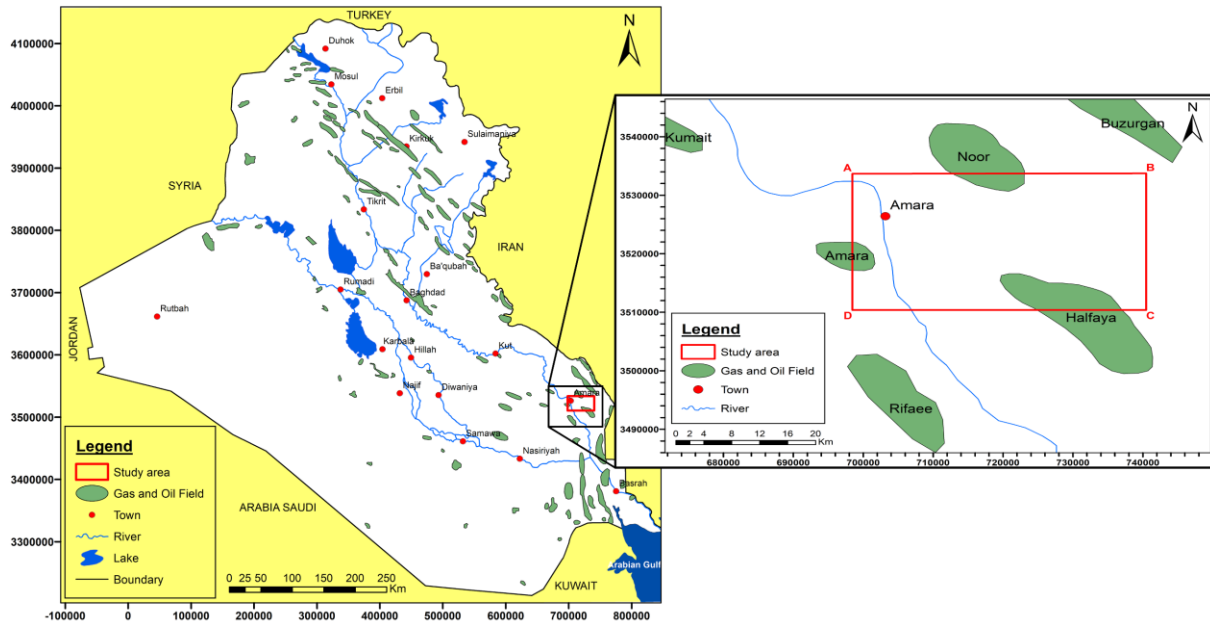 TURKEY
N
4100000
Duhok
Mosul
4000000
Erbil
Kirkuk
Sulaimaniya
3900000
SYRIA
Tikrit
3800000
IRAN
Ba'qubah
Rumadi
3700000
Baghdad
Rutbah
JORDAN
Karbala
Kut
3600000
Hillah
Najif
Diwaniya
Amara
3500000
Samawa
Nasiriyah
3400000
Basrah
ARABIA SAUDI
3300000
Arabian Gulf
KUWAIT
Legend
Study area
Gas and Oil Field
Town
River
Lake
Boundary
0 25 50 100 150 200 250
Km
-100000 0 100000 200000 300000 400000 500000 600000 700000 800000
N
3540000
Kumait
Buzurgan
Noor
A
B
3530000
Amara
3520000
Amara
3510000
D
C
Halfaya
3500000
Rifaee
3490000
Legend
Study area
Gas and Oil Field
Town
River
0 2 4 8 12 16 20
Km
680000 690000 700000 710000 720000 730000 740000